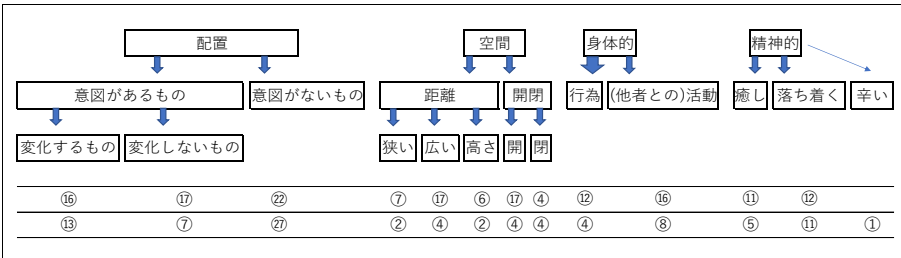 配置 空間 身体的 精神的
意図があるもの 意図がないもの 距離 開閉 行為 (他者との)活動 癒し 落ち着く 辛い
変化するもの 変化しないもの 狭い 広い 高さ 開 閉
⑯ ⑰ ㉒ ⑦ ⑰ ⑥ ⑰ ④ ⑫ ⑯ ⑪ ⑫
⑬ ⑦ ㉗ ② ④ ② ④ ④ ④ ⑧ ⑤ ⑪ ①